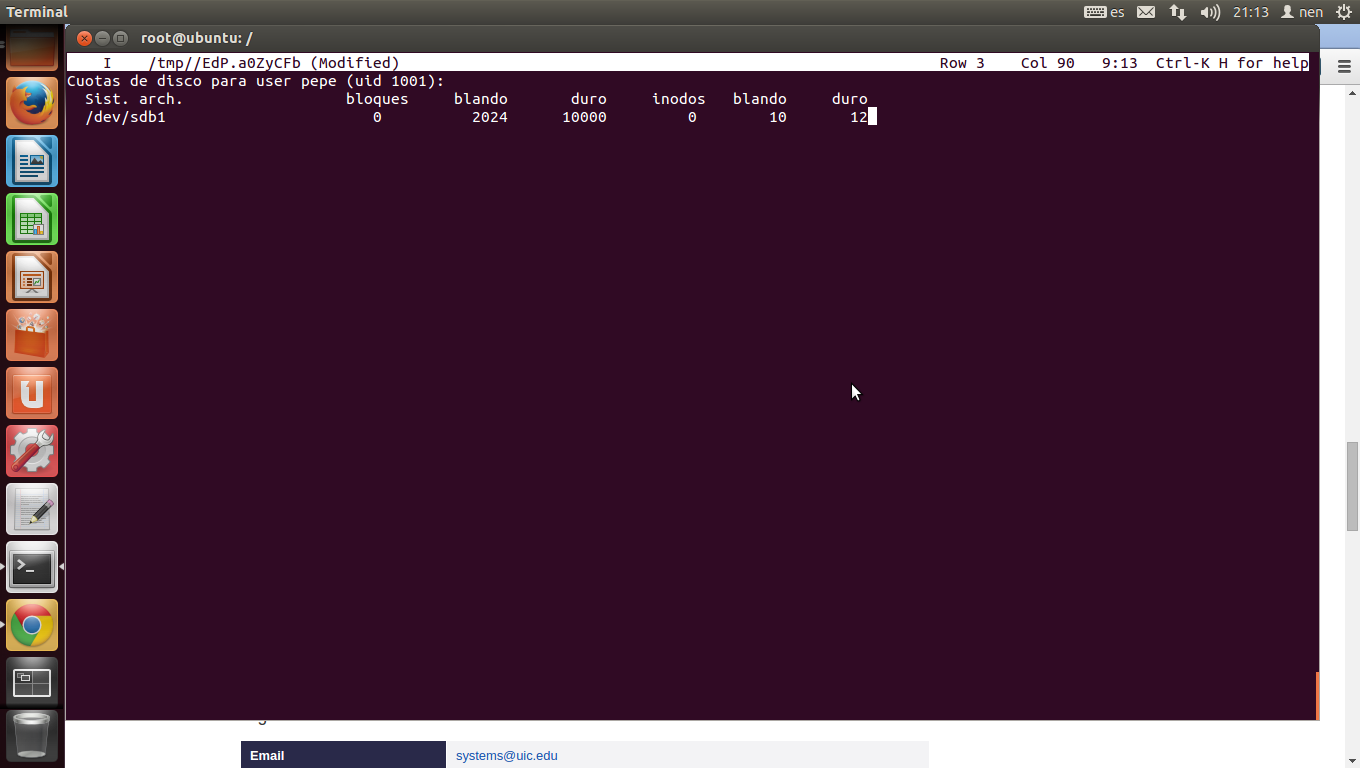 Terminal es 21:13 nen
root@ubuntu: /
I /tmp//EdP.a0ZyCFb (Modified) Row 3 Col 90 9:13 Ctrl-K H for help
Cuotas de disco para user pepe (uid 1001):
Sist. arch. bloques blando duro inodos blando duro
/dev/sdb1 0 2024 10000 0 10 12
Email systems@uic.edu